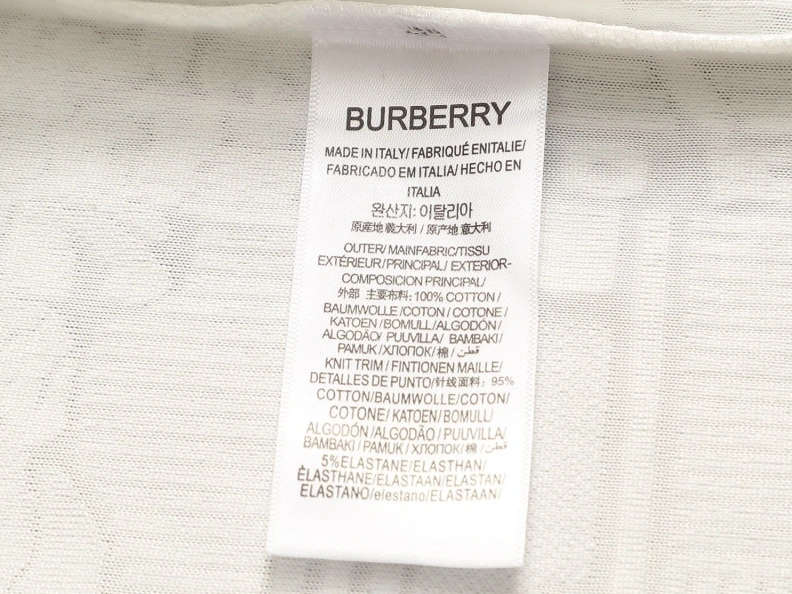 BURBERRY
MADE IN ITALY/ FABRIQUÉ ENITALIE/
FABRICADO EM ITALIA/ HECHO EN
ITALIA
완산지: 이탈리아
原産地 義大利 / 原产地 意大利
OUTER/ MAINFABRIC/TISSU
EXTÉRIEUR/PRINCIPAL/ EXTERIOR-
COMPOSICION PRINCIPAL/
外部 主要布料: 100% COTTON /
BAUMWOLLE /COTON / COTONE /
KATOEN /BOMULL/ALGODÓN/
ALGODÃO/ PUUVILLA/ BAMBAKI/
PAMUK /ХЛОПОК/ 棉 / قطن
KNIT TRIM / FINTIONEN MAILLE/
DETALLES DE PUNTO/针线面料: 95%
COTTON/BAUMWOLLE/COTON/
COTONE/ KATOEN/BOMULL/
ALGODÓN /ALGODÃO / PUUVILLA/
BAMBAKI / PAMUK / ХЛОПОК/ 棉 / قطن
5%ELASTANE/ELASTHAN/
ÈLASTHANE/ELASTAAN/ELASTAN/
ELASTANO/elestano/ELASTAAN/